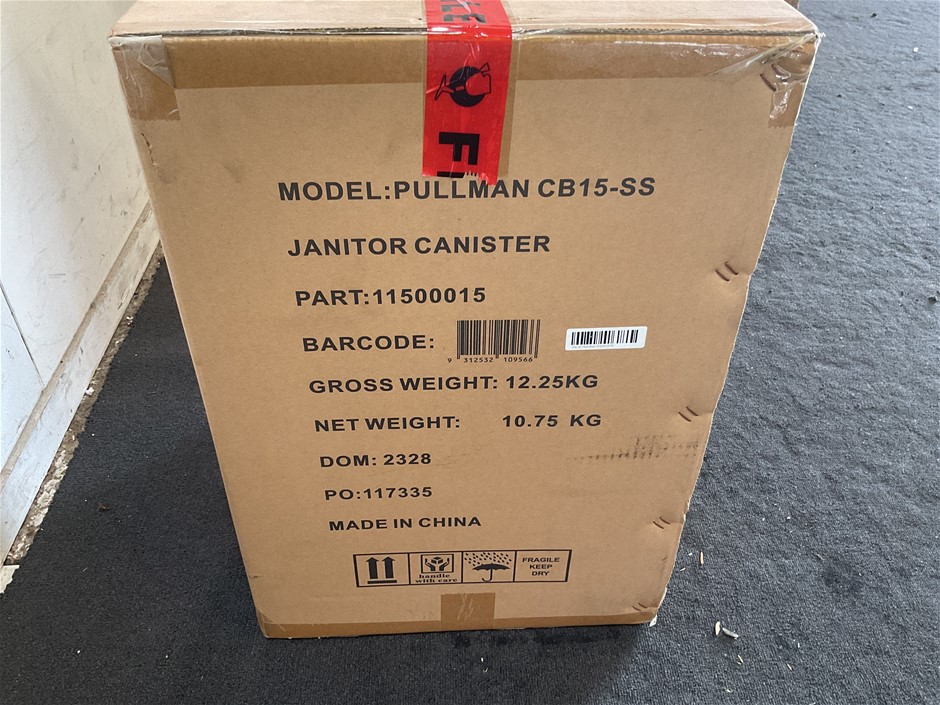 MODEL:PULLMAN CB15-SS
JANITOR CANISTER
PART:11500015
BARCODE:
9 312532 109566
GROSS WEIGHT: 12.25KG
NET WEIGHT: 10.75 KG
DOM: 2328
PO:117335
MADE IN CHINA
handle
with care
FRAGILE
KEEP
DRY